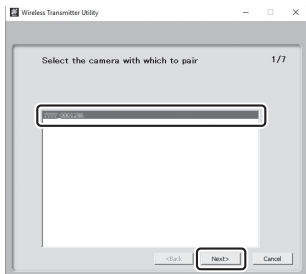 Wireless Transmitter Utility
Select the camera with which to pair
1/7
<Back
Next>
Cancel